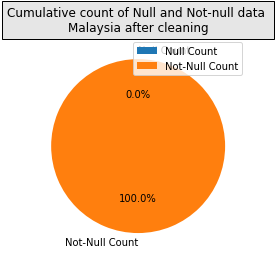 Cumulative count of Null and Not-null data
Malaysia after cleaning
Null Count
Not-Null Count
0.0%
100.0%
Not-Null Count